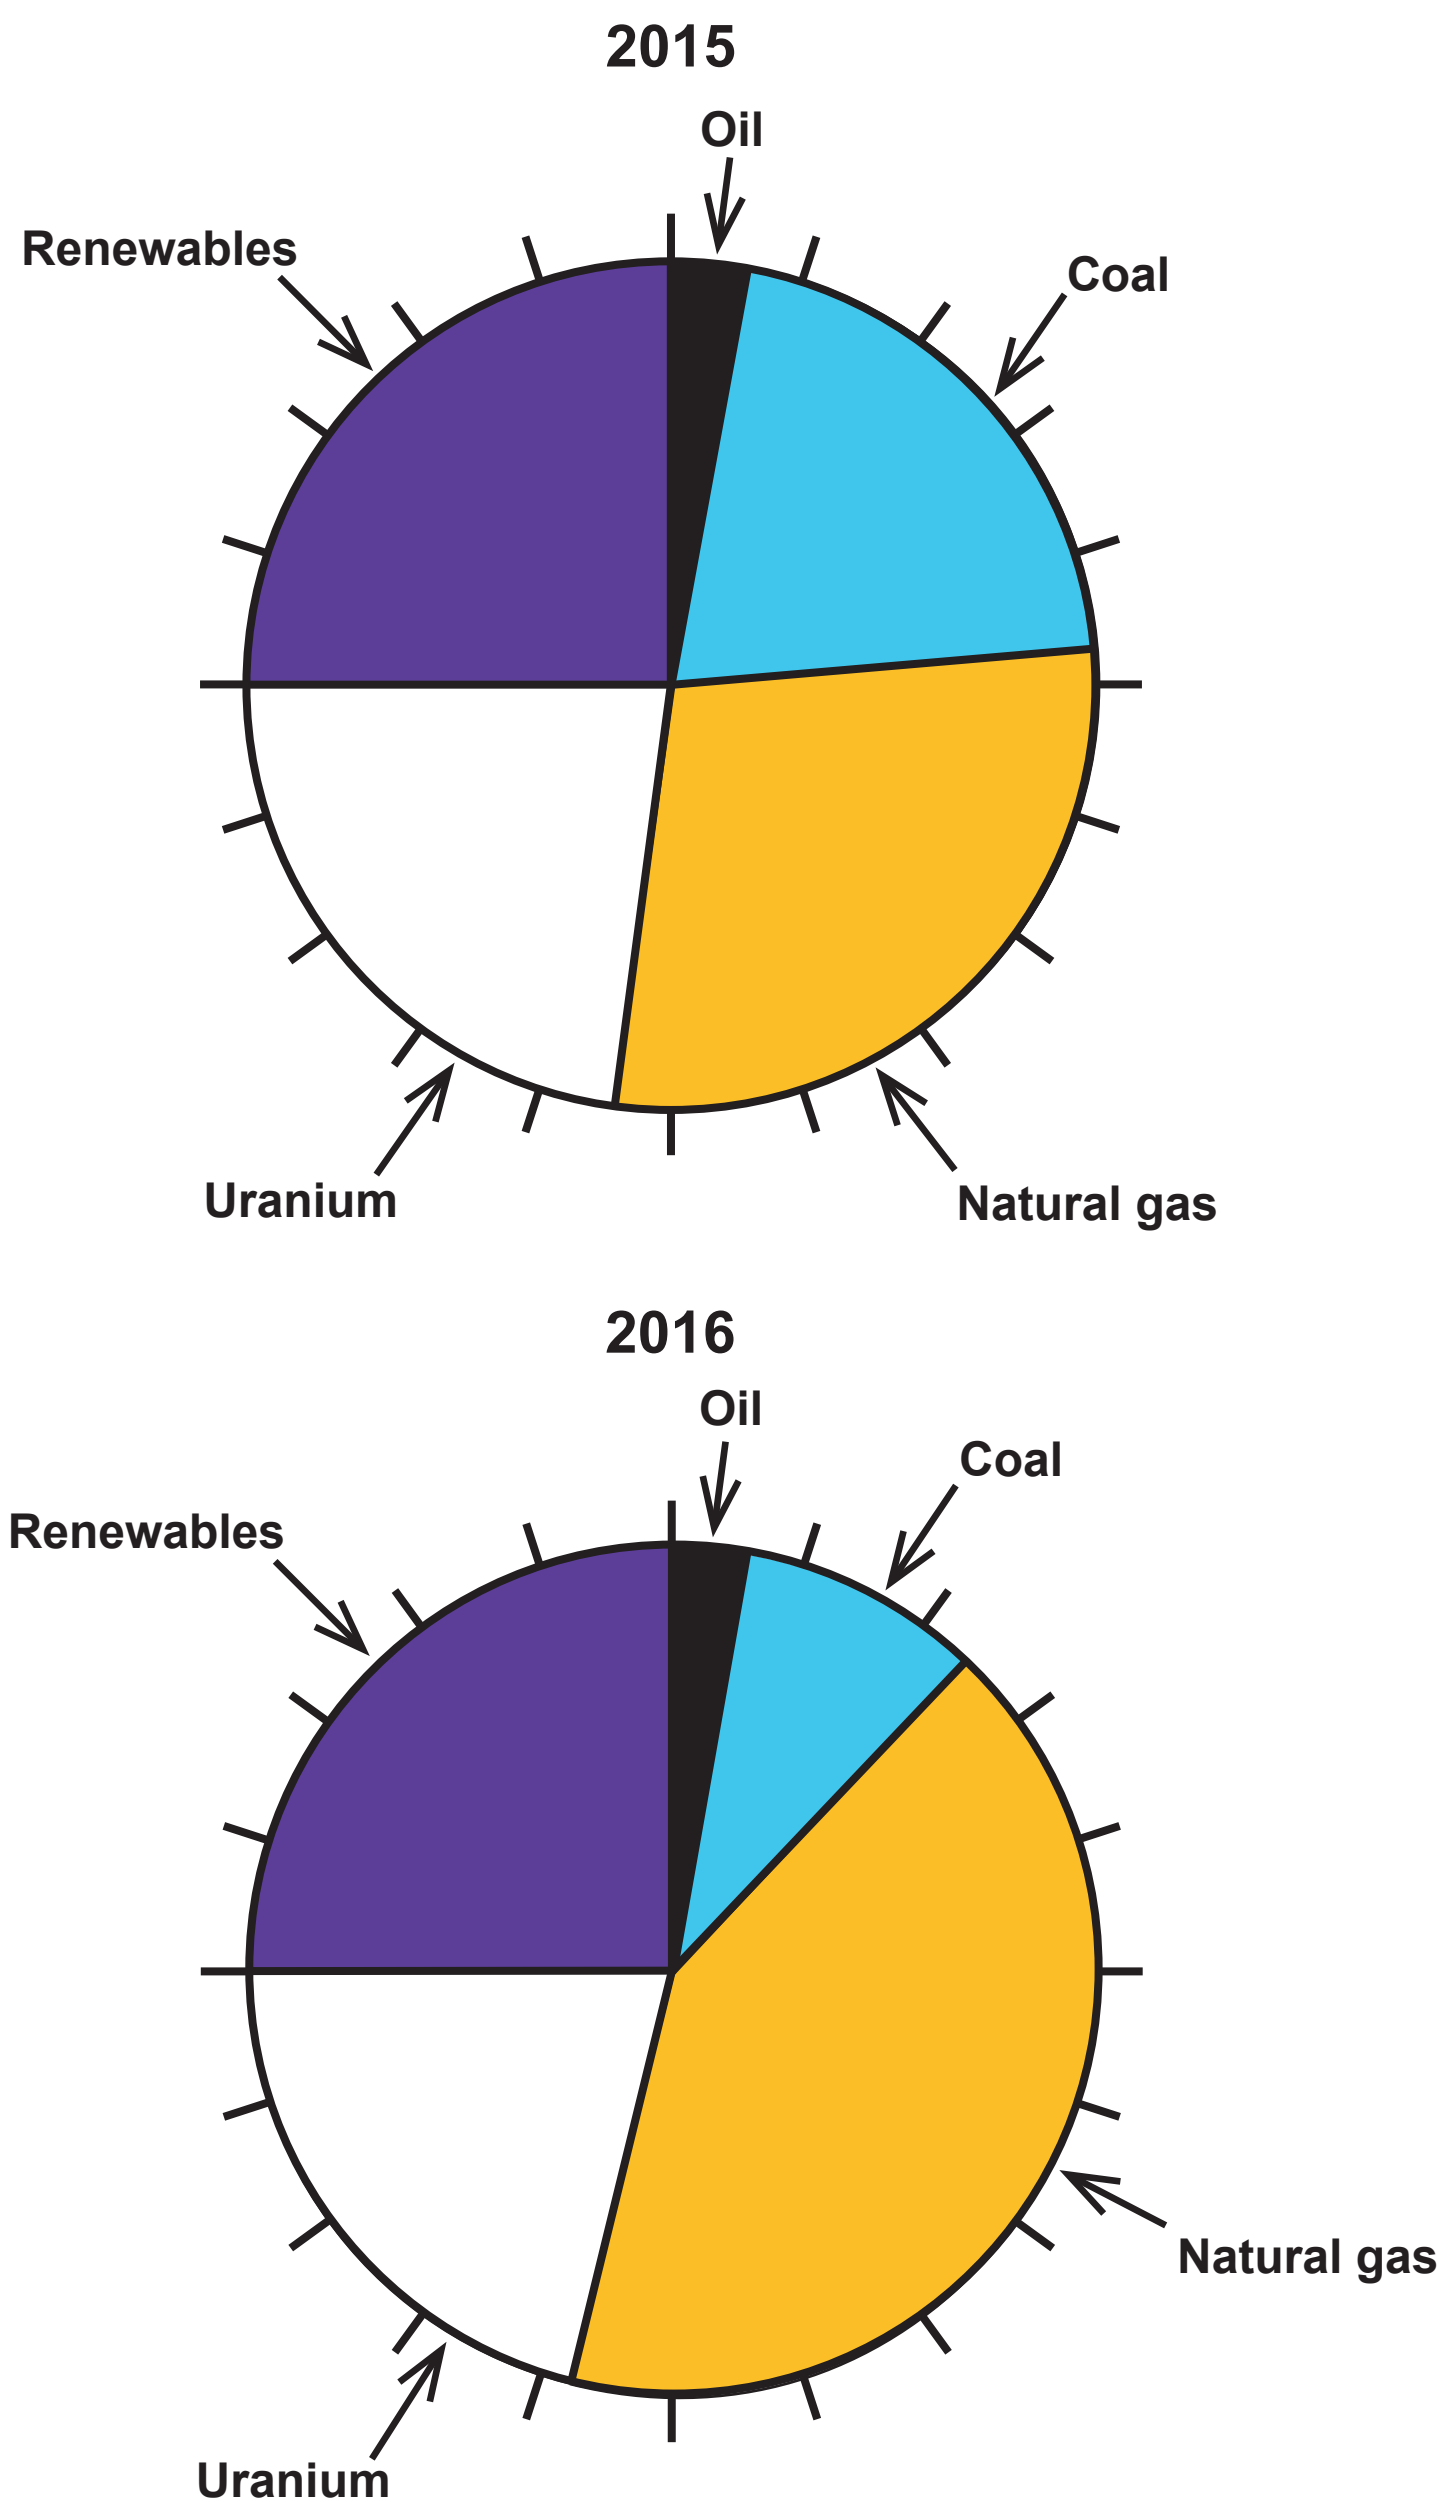 2015
Oil
Renewables
Coal
Uranium
Natural gas
2016
Oil
Coal
Renewables
Natural gas
Uranium